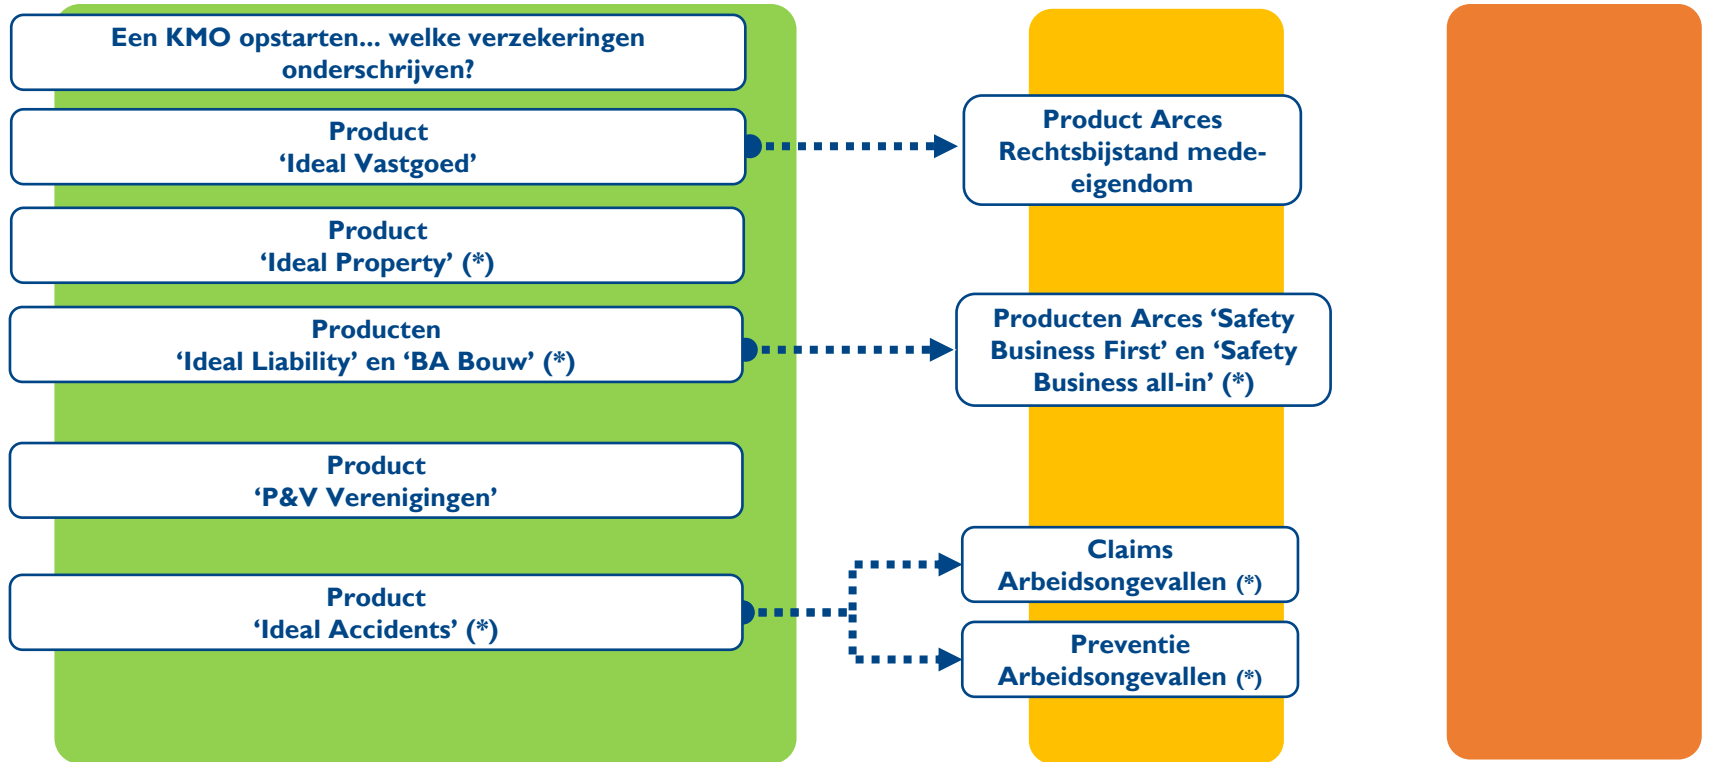 Een KMO opstarten... welke verzekeringen
onderschrijven?
Product
‘Ideal Vastgoed’
Product Arces
Rechtsbijstand mede-
eigendom
Product
‘Ideal Property’ (*)
Producten
‘Ideal Liability’ en ‘BA Bouw’ (*)
Producten Arces ‘Safety
Business First’ en ‘Safety
Business all-in’ (*)
Product
‘P&V Verenigingen’
Product
‘Ideal Accidents’ (*)
Claims
Arbeidsongevallen (*)
Preventie
Arbeidsongevallen (*)